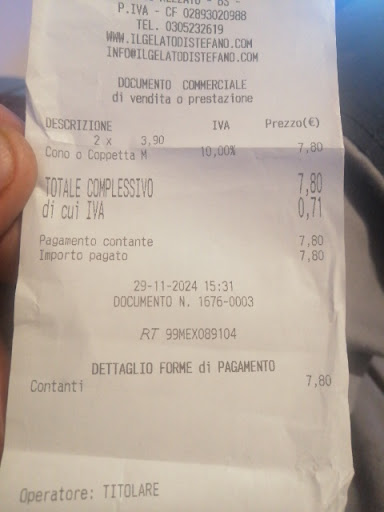 - BS -
P.IVA - CF 02893020988
TEL. 0305232619
WWW.ILGELATODISTEFANO.COM
INFO@ILGELATODISTEFANO.COM
DOCUMENTO COMMERCIALE
di vendita o prestazione
DESCRIZIONE IVA Prezzo(€)
2 x 3,90
Cono o Coppetta M 10,00% 7,80
TOTALE COMPLESSIVO 7,80
di cui IVA 0,71
Pagamento contante 7,80
Importo pagato 7,80
29-11-2024 15:31
DOCUMENTO N. 1676-0003
RT 99MEX089104
DETTAGLIO FORME di PAGAMENTO
Contanti 7,80
Operatore: TITOLARE